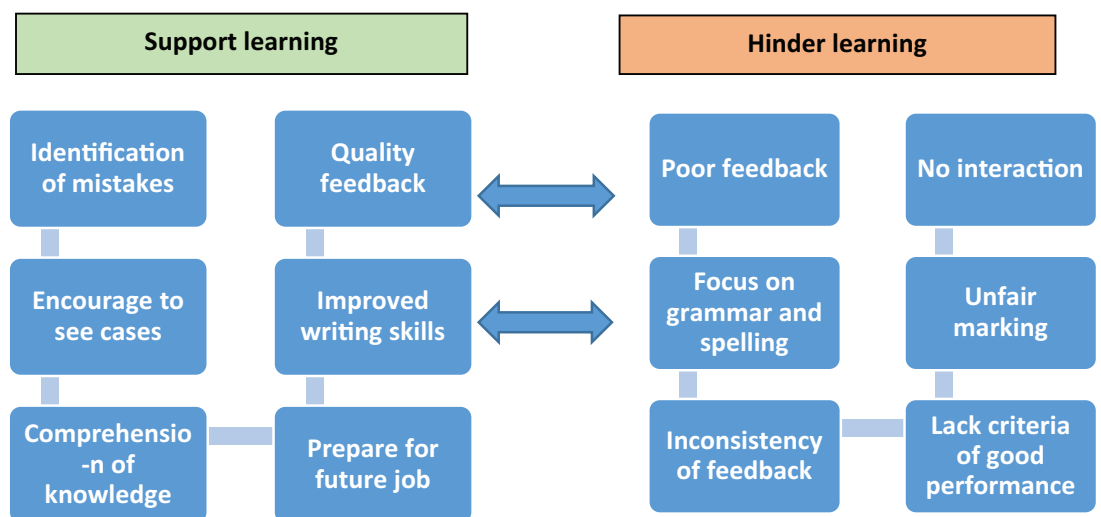 Support learning
Hinder learning
Identification
of mistakes
Quality
feedback
Poor feedback
No interaction
Encourage to
see cases
Improved
writing skills
Focus on
grammar and
spelling
Unfair
marking
Comprehensio
-n of
knowledge
Prepare for
future job
Inconsistency
of feedback
Lack criteria
of good
performance